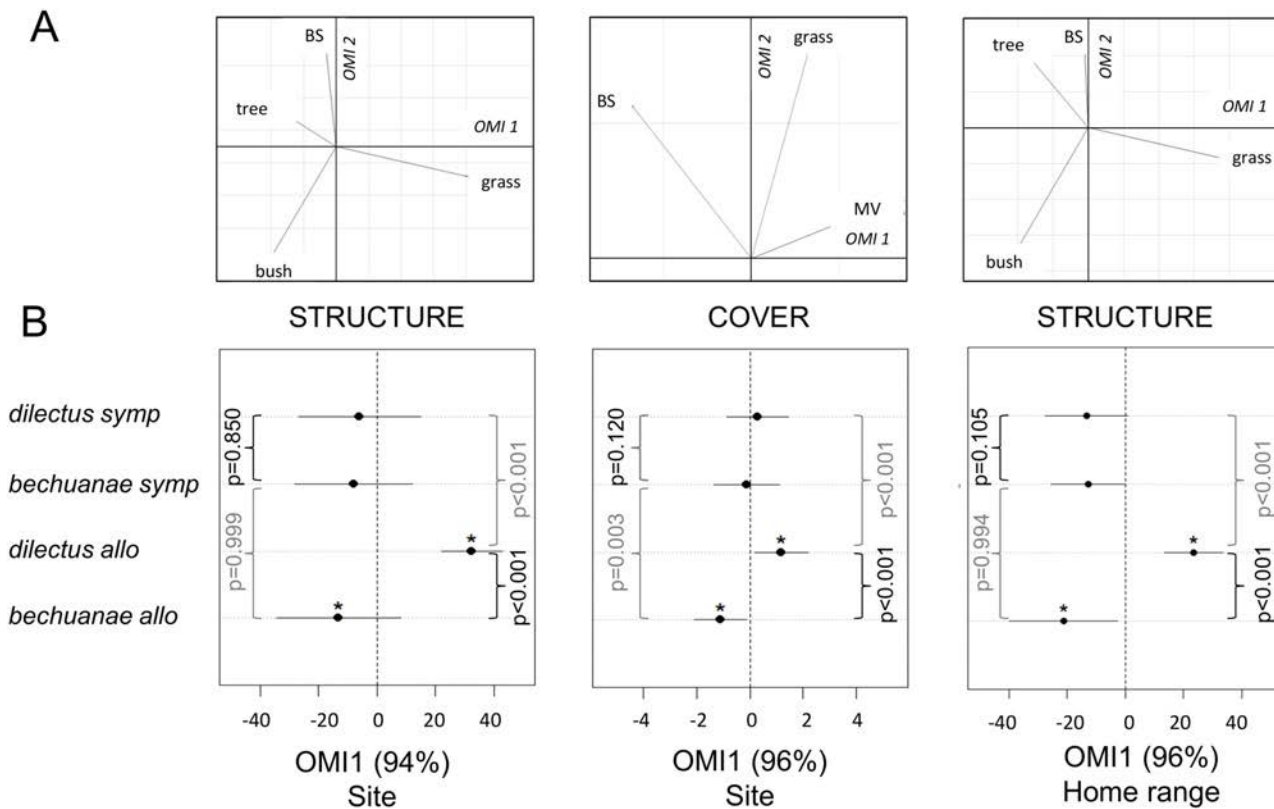 A
BS
OMI 2
tree
OMI 1
grass
bush
OMI 2
grass
BS
MV
OMI 1
tree
BS
OMI 2
OMI 1
grass
bush
STRUCTURE
COVER
STRUCTURE
B
dilectus symp
bechuanae symp
dilectus allo
bechuanae allo
p=0.850
p=0.999
p<0.001
p<0.001
*
*
-40 -20 0 20 40
OMI1 (94%)
Site
p=0.120
p=0.003
p<0.001
p<0.001
*
*
-4 -2 0 2 4
OMI1 (96%)
Site
p=0.105
p=0.994
p<0.001
p<0.001
*
*
-40 -20 0 20 40
OMI1 (96%)
Home range